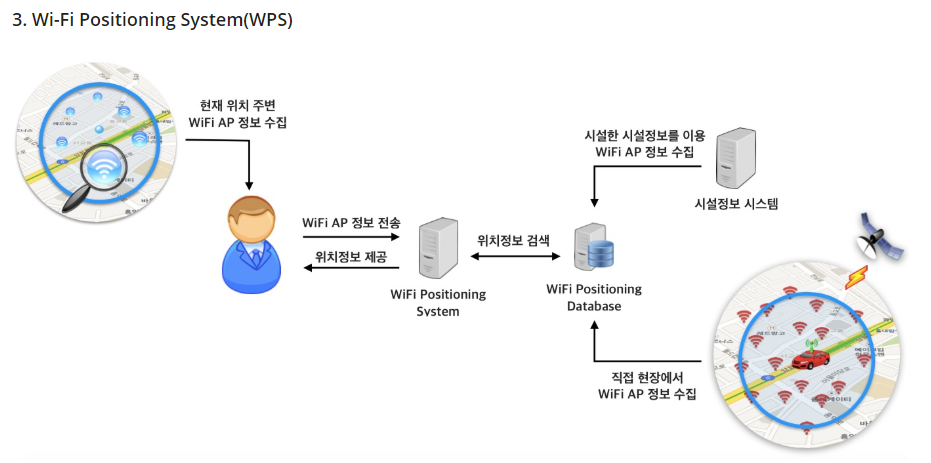 3. Wi-Fi Positioning System(WPS)
현재 위치 주변
WiFi AP 정보 수집
시설한 시설정보를 이용
WiFi AP 정보 수집
시설정보 시스템
WiFi AP 정보 전송
위치정보 제공
위치정보 검색
WiFi Positioning
System
WiFi Positioning
Database
직접 현장에서
WiFi AP 정보 수집